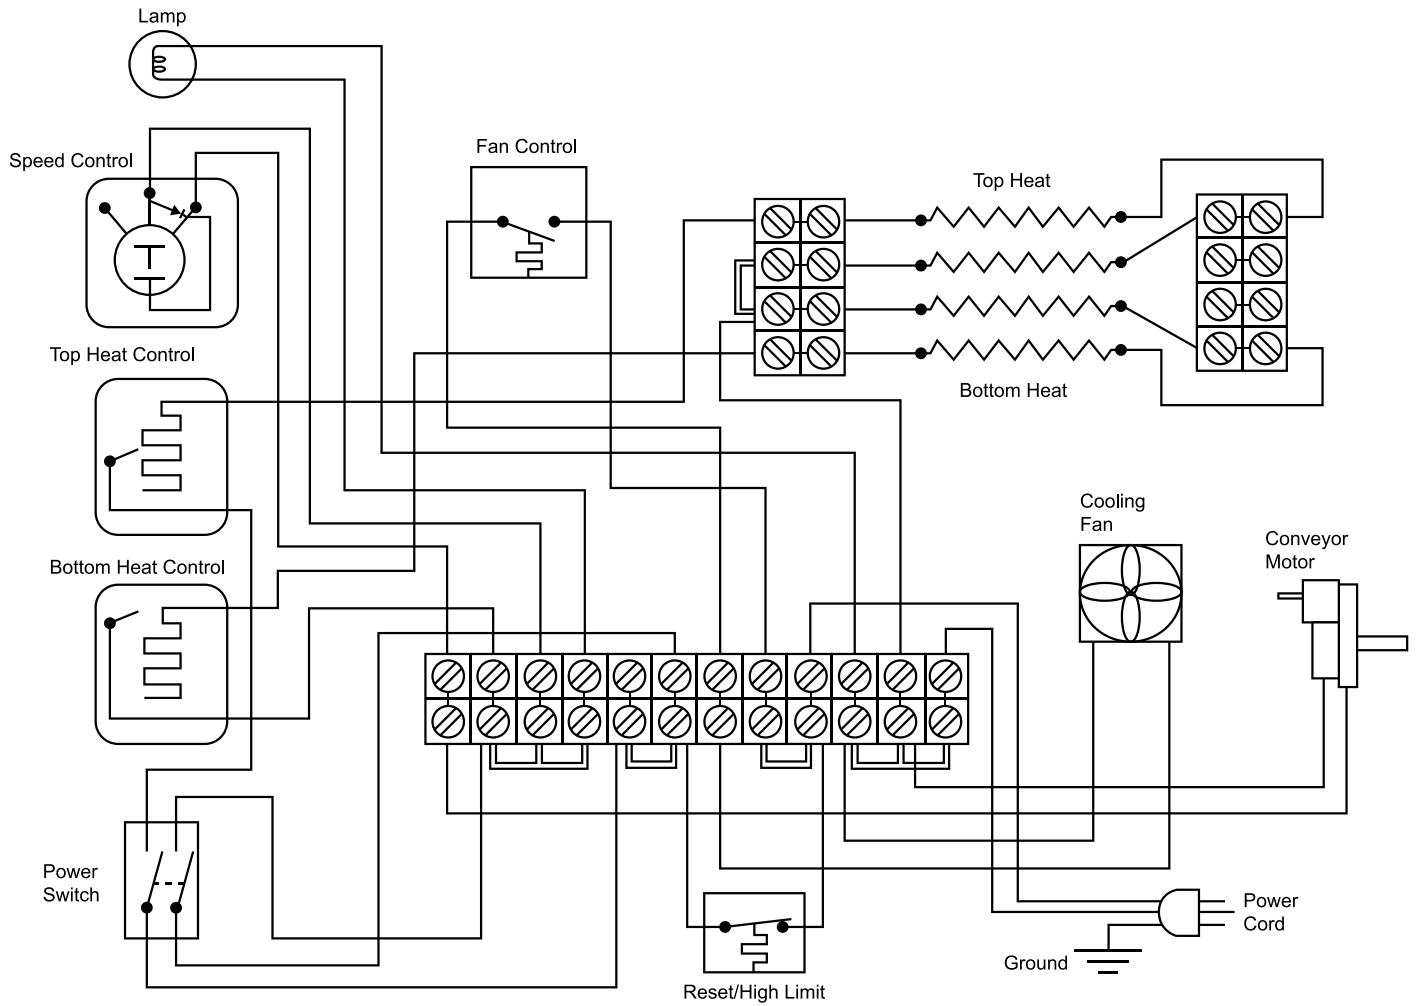 Lamp
Speed Control
Fan Control
Top Heat
Bottom Heat
Top Heat Control
Bottom Heat Control
Cooling
Fan
Conveyor
Motor
Power
Switch
Reset/High Limit
Power
Cord
Ground